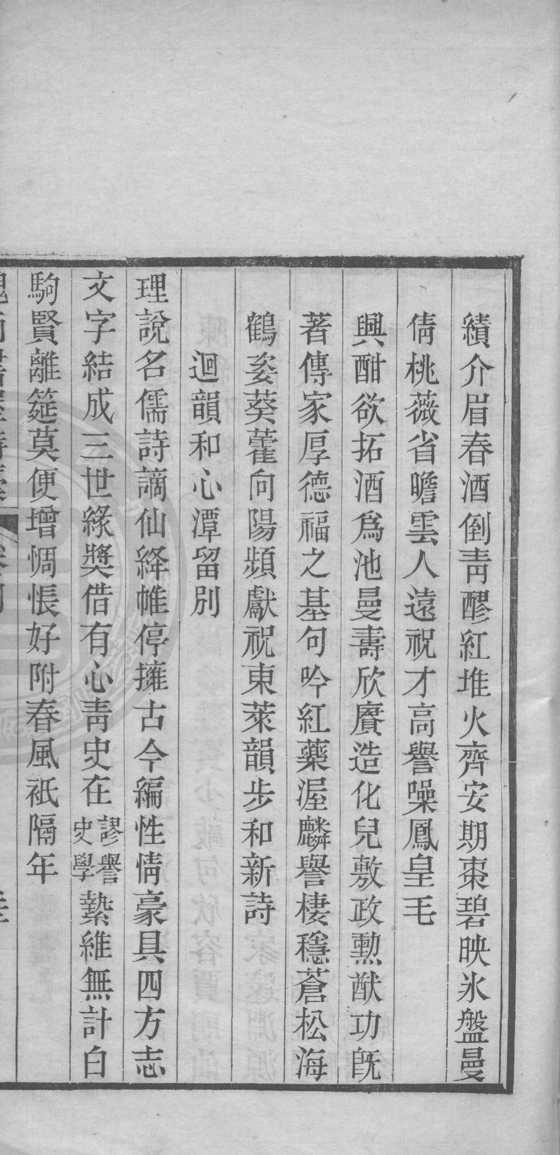 績介眉春酒倒青醪紅堆火齊安期棗碧映氷盤曼
倩桃薇省瞻雲人遠祝才高譽噪鳳皇毛
興酣欲拓酒爲池曼壽欣賡造化兒敷政勲猷功旣
著傳家厚德福之基句吟紅藥渥麟譽棲穩蒼松海
鶴姿葵藿向陽頻獻祝東萊韻步和新詩
迴韻和心潭留別
理說名儒詩謫仙絳帷停擁古今編性情豪具四方志
文字結成三世緣奬借有心靑史在謬譽史學縶維無計白
駒賢離筵莫便增惆悵好附春風祇隔年